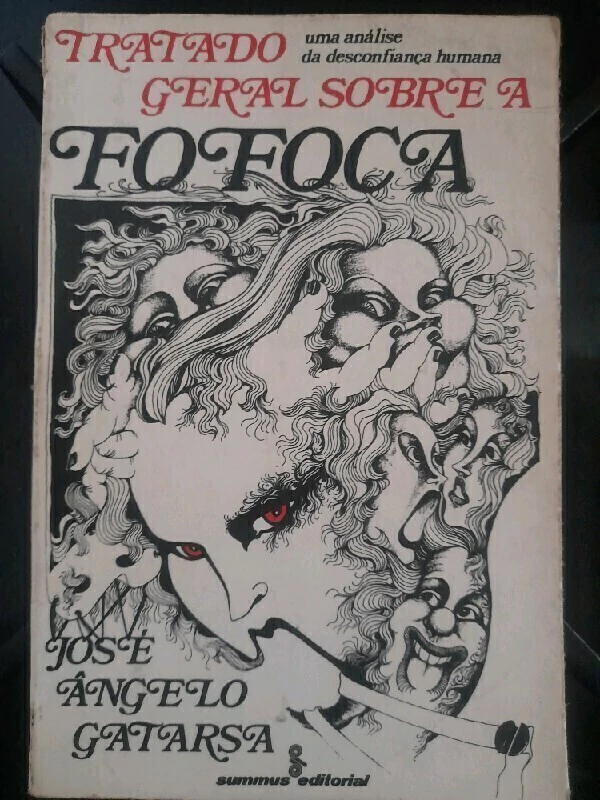 TRATADO
uma análise
da desconfiança humana
GERAL SOBRE A
FOFOCA
JOSÉ
ÂNGELO
GAIARSA
summus editorial